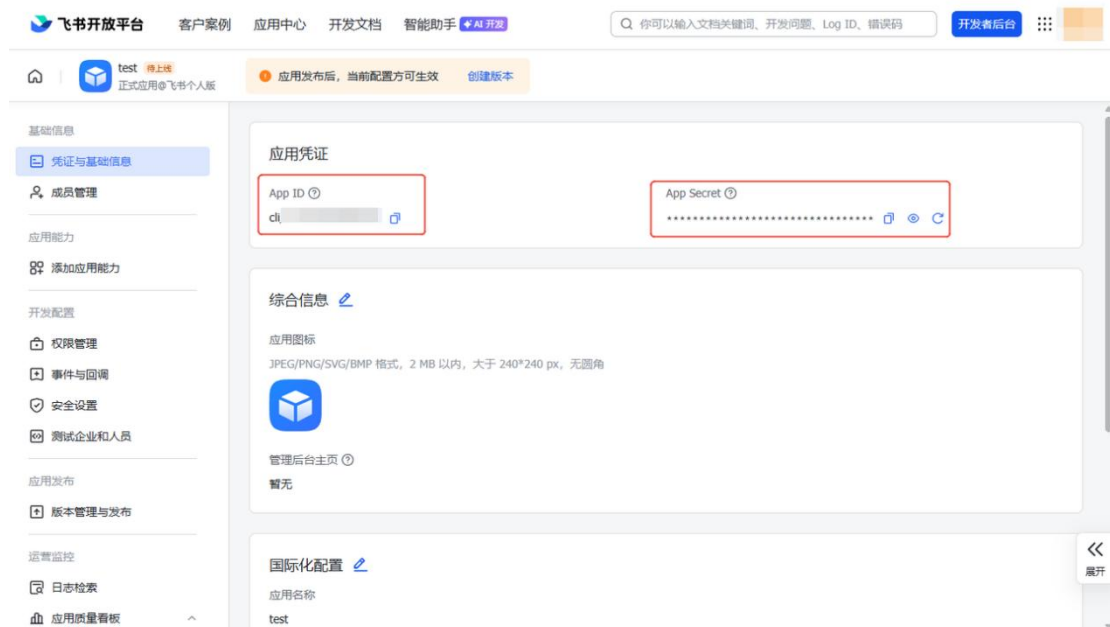 飞书开放平台 客户案例 应用中心 开发文档 智能助手 AI 开发 你可以输入文档关键词、开发问题、Log ID、错误码 开发者后台
test 待上线
正式应用@飞书个人版
应用发布后，当前配置方可生效 创建版本
基础信息
凭证与基础信息
成员管理
应用能力
添加应用能力
开发配置
权限管理
事件与回调
安全设置
测试企业和人员
应用发布
版本管理与发布
运营监控
日志检索
应用质量看板
应用凭证
App ID
cli
App Secret
********************************
综合信息
应用图标
JPEG/PNG/SVG/BMP 格式，2 MB 以内，大于 240*240 px，无圆角
管理后台主页
暂无
国际化配置
应用名称
test
展开